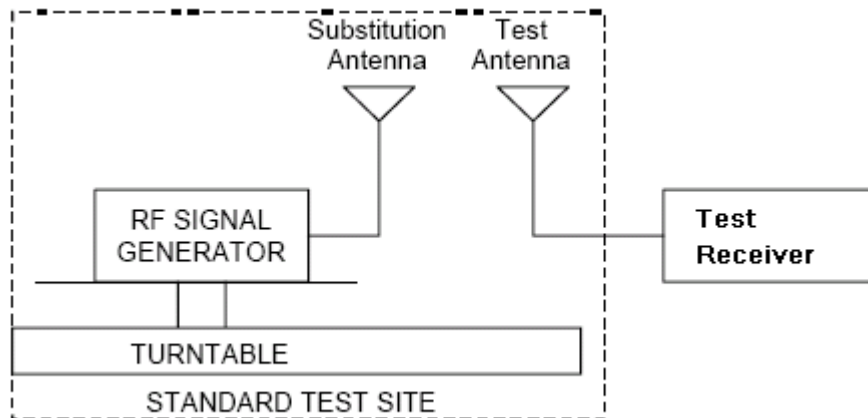 Substitution
Antenna
Test
Antenna
RF SIGNAL
GENERATOR
Test
Receiver
TURNTABLE
STANDARD TEST SITE